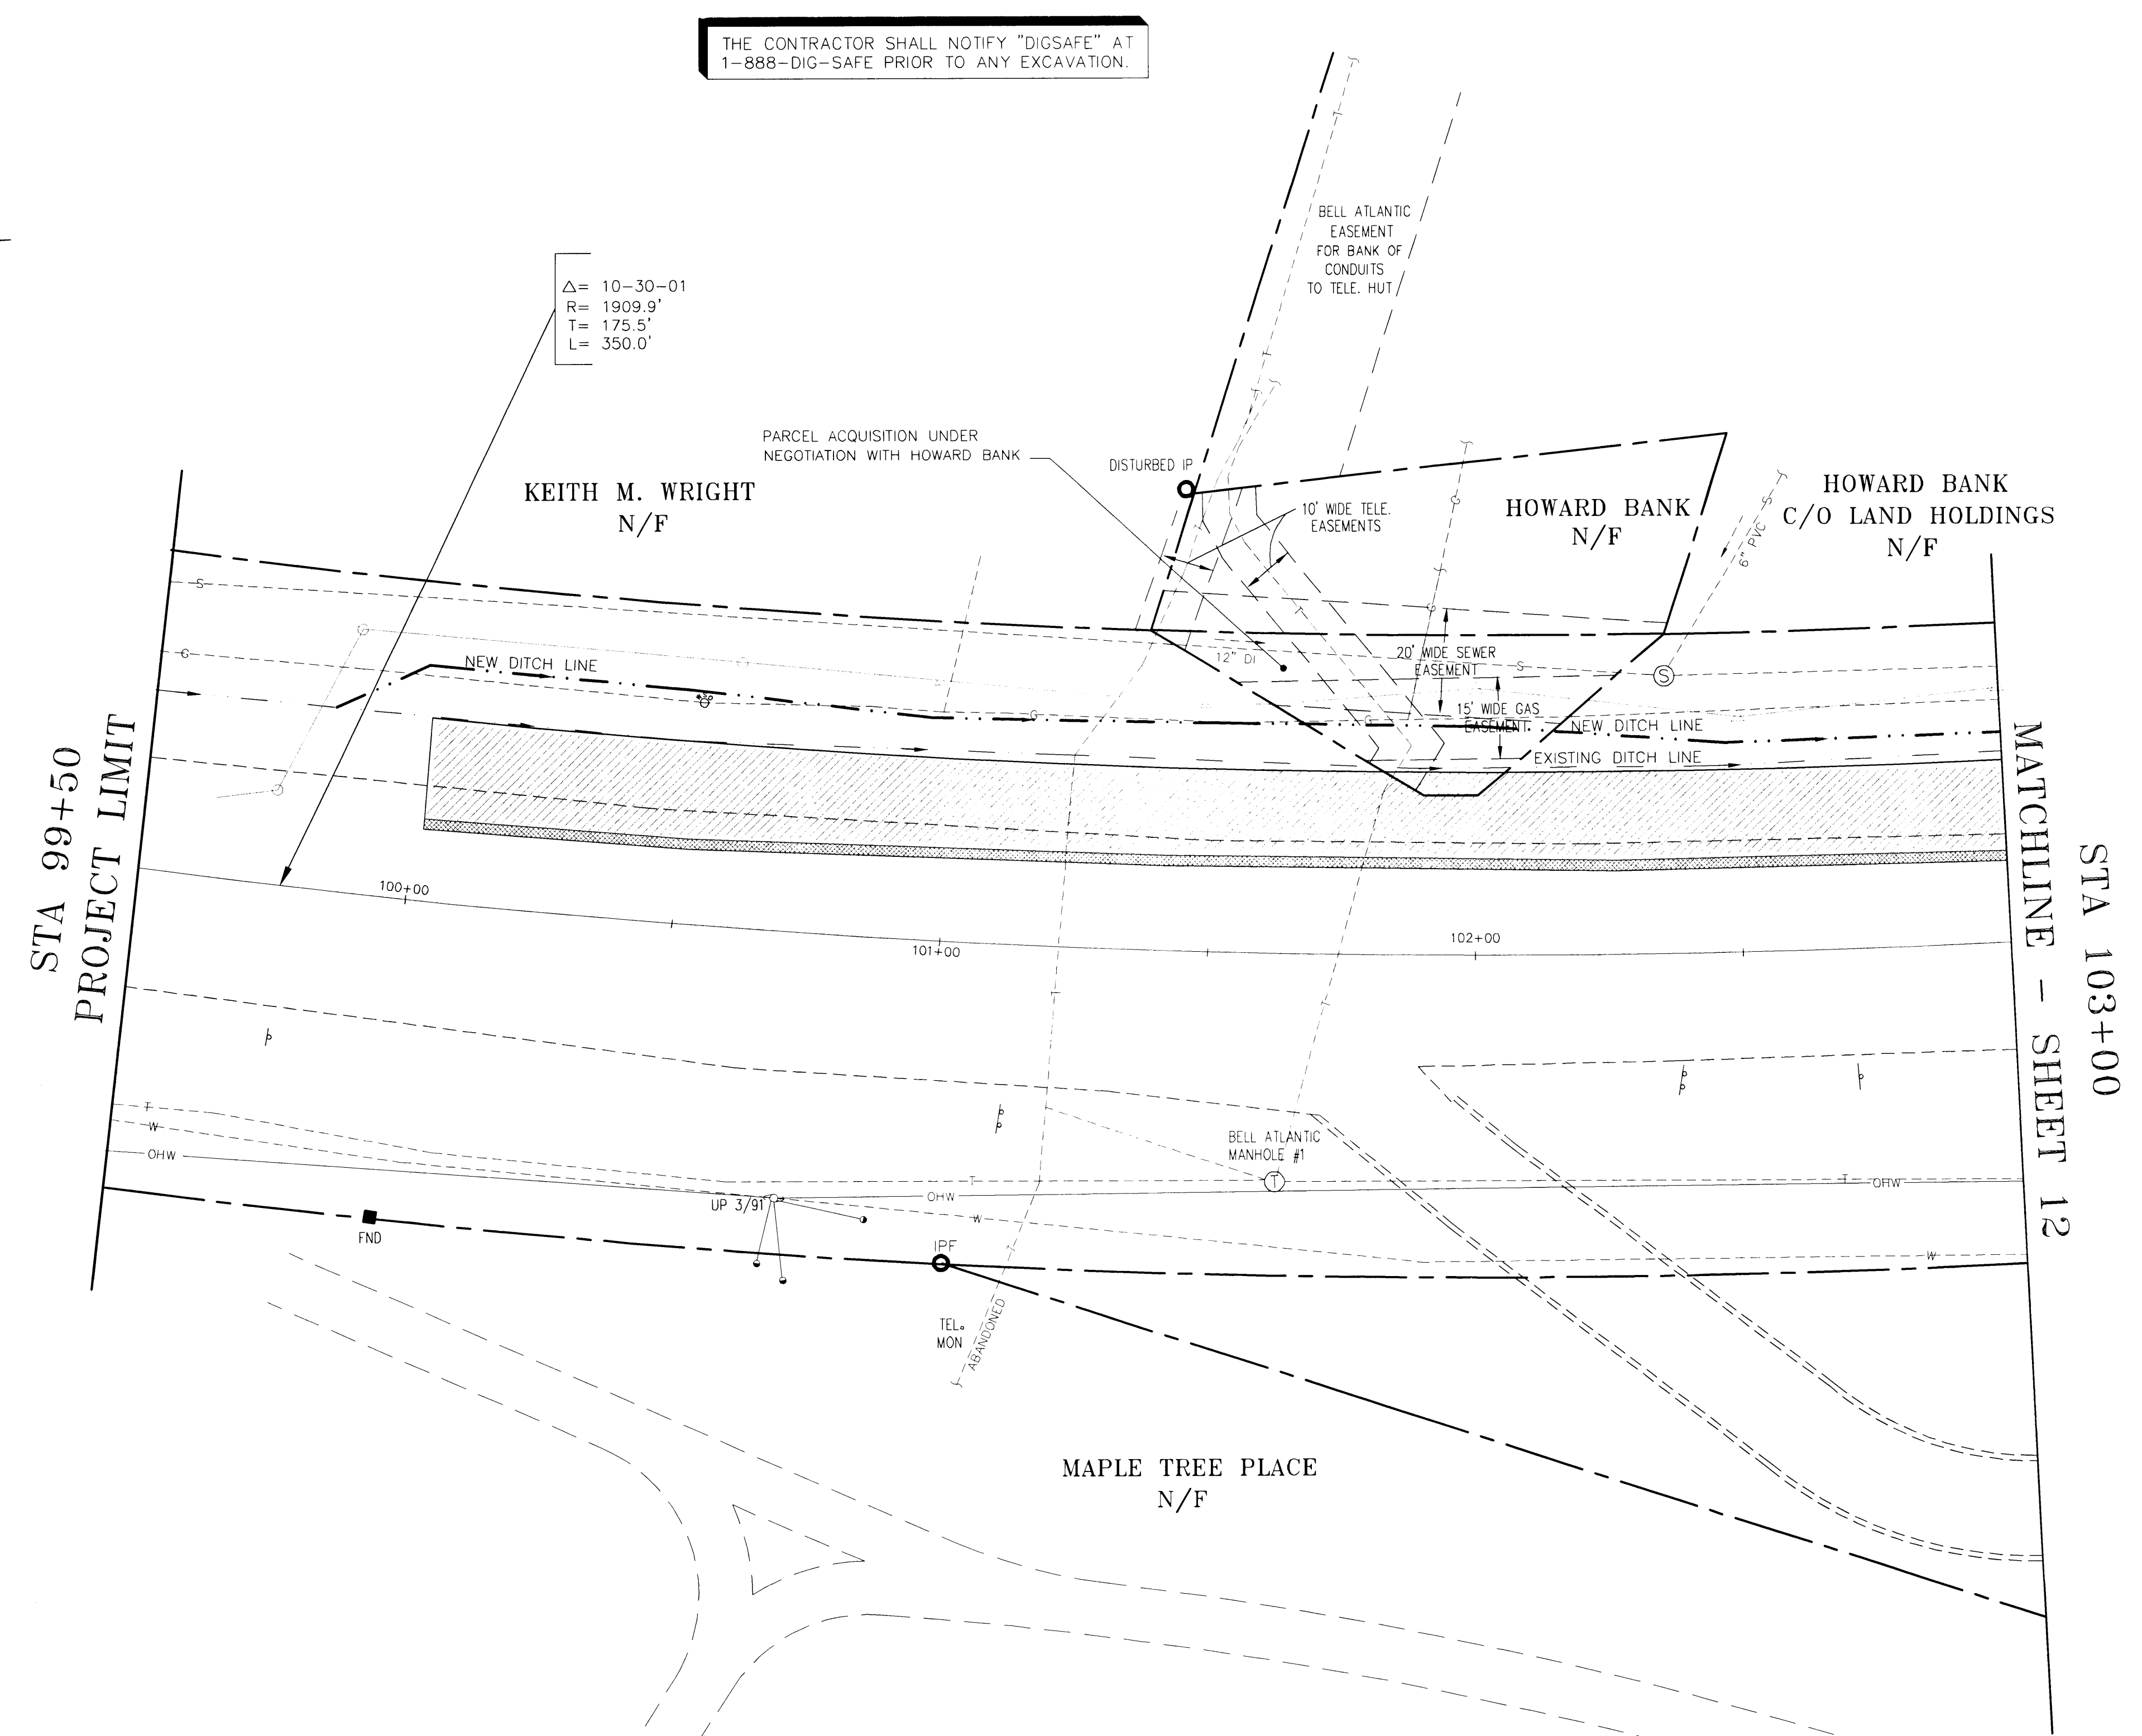 THE CONTRACTOR SHALL NOTIFY "DIGSAFE" AT
1-888-DIG-SAFE PRIOR TO ANY EXCAVATION.
BELL ATLANTIC
EASEMENT
FOR BANK OF
CONDUITS
TO TELE. HUT
△= 10-30-01
R= 1909.9'
T= 175.5'
L= 350.0'
PARCEL ACQUISITION UNDER
NEGOTIATION WITH HOWARD BANK
DISTURBED IP
KEITH M. WRIGHT
N/F
10' WIDE TELE.
EASEMENTS
HOWARD BANK
N/F
HOWARD BANK
C/O LAND HOLDINGS
N/F
6" PVC
S
T
G
S
G
NEW DITCH LINE
12" DI
20' WIDE SEWER
EASEMENT
S
S
15' WIDE GAS
EASEMENT
NEW DITCH LINE
EXISTING DITCH LINE
G
G
STA 99+50
PROJECT LIMIT
MATCHLINE - SHEET 12
STA 103+00
100+00
101+00
102+00
T
T
T
W
OHW
BELL ATLANTIC
MANHOLE #1
T
T
OHW
T
OHW
UP 3/91
W
W
FND
IPF
TEL.
MON
ABANDONED
MAPLE TREE PLACE
N/F